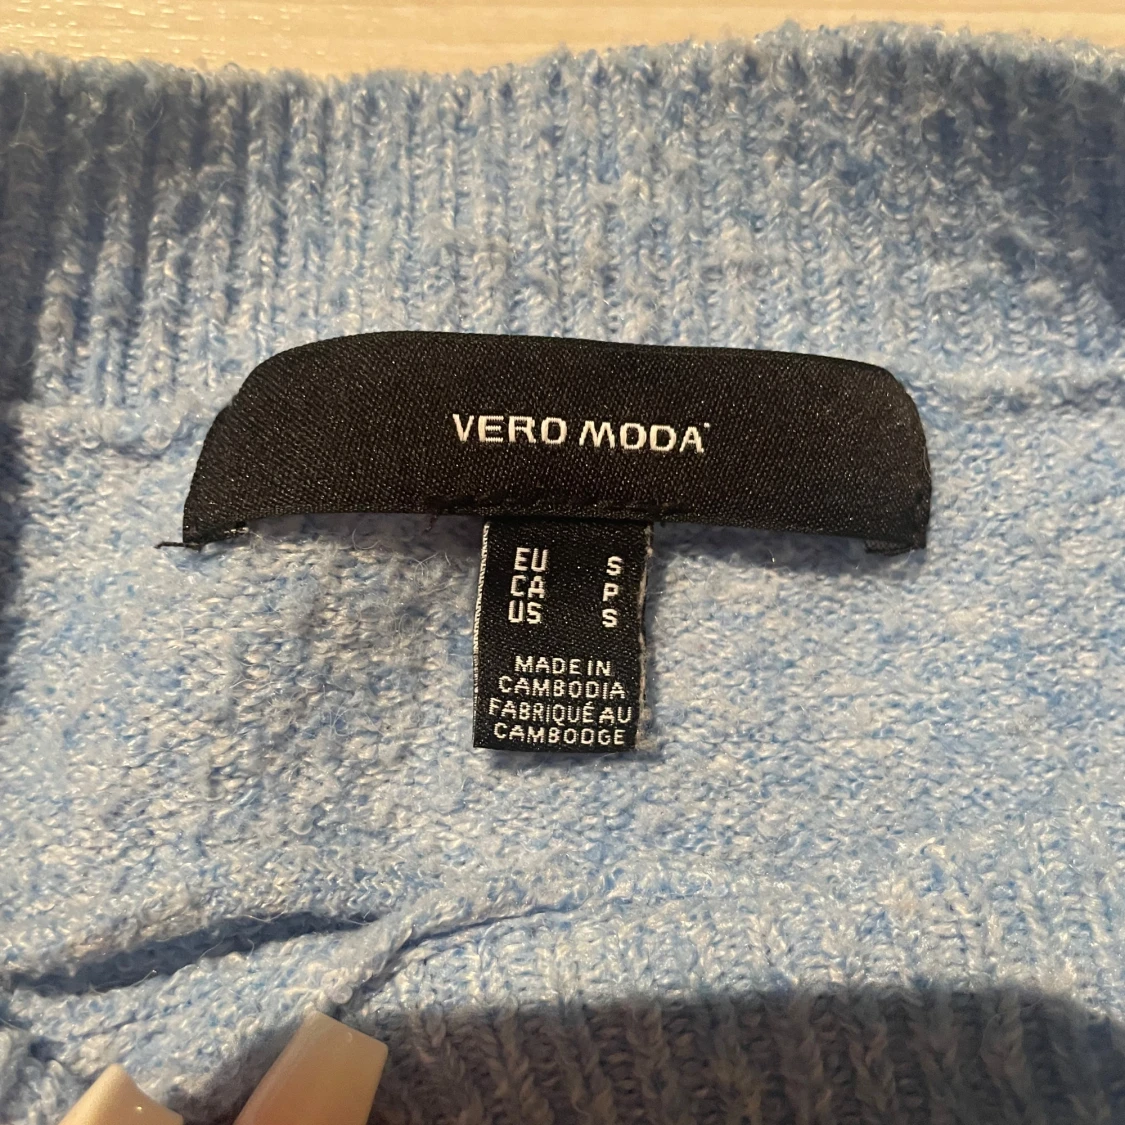 VERO MODA
EU S
CA P
US S
MADE IN
CAMBODIA
FABRIQUÉ AU
CAMBODGE